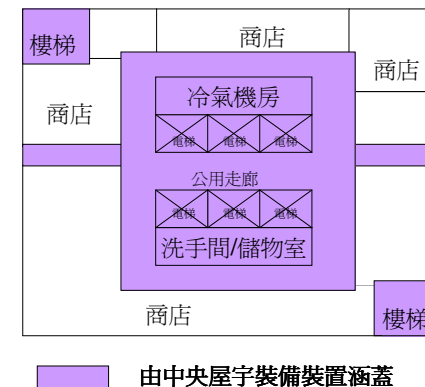 樓梯
商店
商店
商店
冷氣機房
電梯
電梯
電梯
公用走廊
電梯
電梯
電梯
洗手間/儲物室
商店
樓梯
由中央屋宇裝備裝置涵蓋